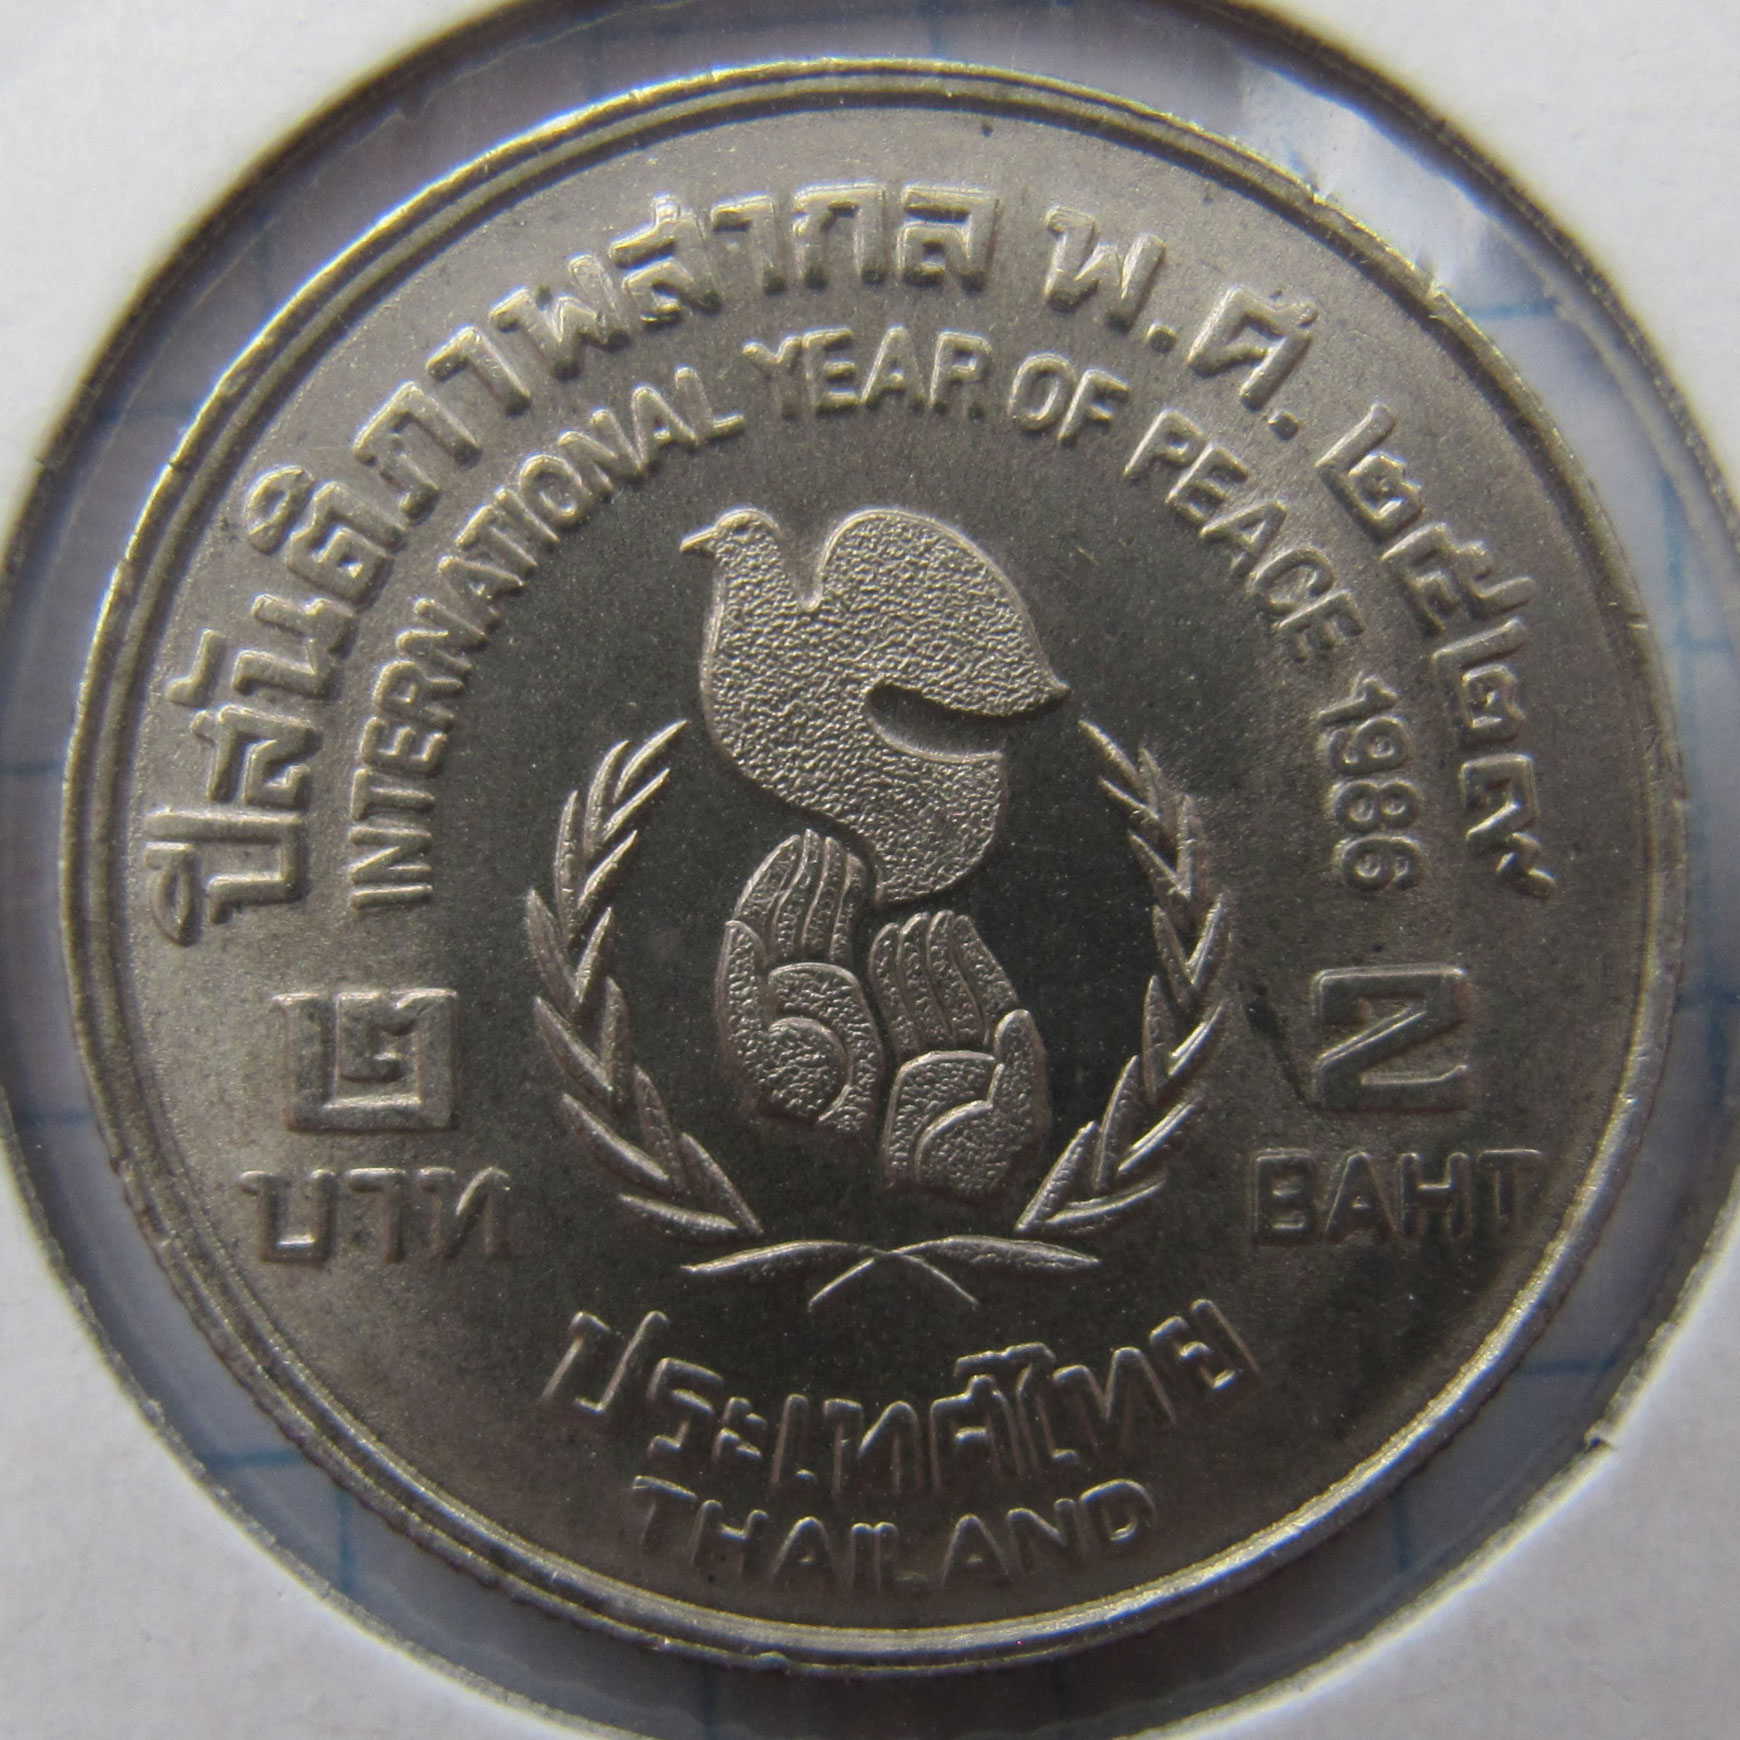 ปีสันติภาพสากล พ.ศ. ๒๕๒๙
INTERNATIONAL YEAR OF PEACE 1986
๒
บาท
2
BAHT
ประเทศไทย
THAILAND